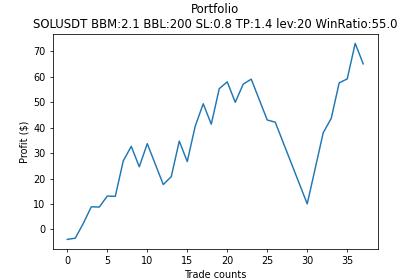 Portfolio
SOLUSDT BBM:2.1 BBL:200 SL:0.8 TP:1.4 lev:20 WinRatio:55.0
70
60
50
40
30
20
10
0
Profit ($)
0 5 10 15 20 25 30 35
Trade counts